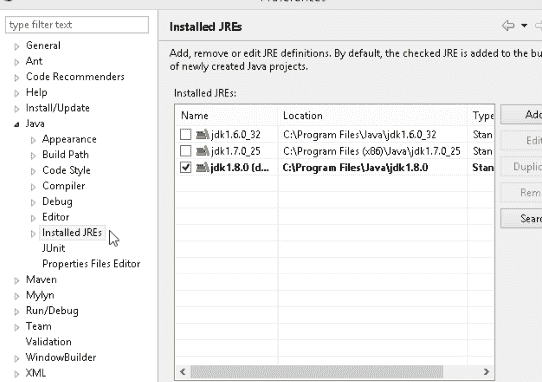 type filter text
General
Ant
Code Recommenders
Help
Install/Update
Java
Appearance
Build Path
Code Style
Compiler
Debug
Editor
Installed JREs
JUnit
Properties Files Editor
Maven
Mylyn
Run/Debug
Team
Validation
WindowBuilder
XML
Installed JREs
Add, remove or edit JRE definitions. By default, the checked JRE is added to the bu
of newly created Java projects.
Installed JREs:
Name Location Type
jdk1.6.0_32 C:\Program Files\Java\jdk1.6.0_32 Stan
jdk1.7.0_25 C:\Program Files (x86)\Java\jdk1.7.0_25 Stan
jdk1.8.0 (d... C:\Program Files\Java\jdk1.8.0 Stan
Add
Edi
Duplic
Rem
Searc